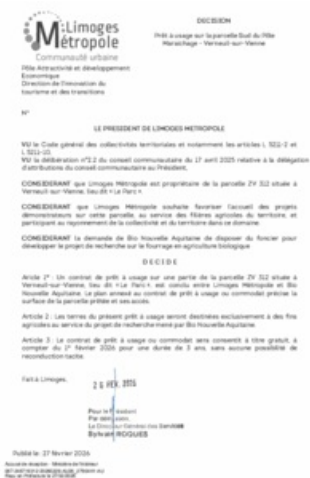 Limoges
Métropole
Communauté urbaine
Pôle Attractivité et développement
Economique
Direction de l'innovation du
tourisme et des transitions
DECISION
Prêt à usage sur la parcelle Sud du Pôle
Maraichage - Verneuil-sur-Vienne
N°
LE PRESIDENT DE LIMOGES METROPOLE
VU le Code général des collectivités territoriales et notamment les articles L 5211-2 et
L 5211-10,
VU la délibération n°2.2 du conseil communautaire du 17 avril 2025 relative à la délégation
d'attributions du conseil communautaire au Président,
CONSIDERANT que Limoges Métropole est propriétaire de la parcelle ZV 312 située à
Verneuil-sur-Vienne, lieu dit « Le Parc ».
CONSIDERANT que Limoges Métropole souhaite favoriser l'accueil des projets
démonstrateurs sur cette parcelle, au service des filières agricoles du territoire, et
participant au rayonnement de la collectivité et du territoire dans ce domaine.
CONSIDERANT la demande de Bio Nouvelle Aquitaine de disposer du foncier pour
développer le projet de recherche sur le fourrage en agriculture biologique
DECIDE
Article 1er : Un contrat de prêt à usage sur une partie de la parcelle ZV 312 située à
Verneuil-sur-Vienne, lieu dit « Le Parc », est conclu entre Limoges Métropole et Bio
Nouvelle Aquitaine. Le plan annexé au contrat de prêt à usage ou commodat précise la
surface de la parcelle prêtée et ses accès.
Article 2 : Les terres du présent prêt à usage seront destinées exclusivement à des fins
agricoles au service du projet de recherche mené par Bio Nouvelle Aquitaine.
Article 3 : Le contrat de prêt à usage ou commodat sera consenti à titre gratuit, à
compter du 1er février 2026 pour une durée de 3 ans, sans aucune possibilité de
reconduction tacite.
Fait à Limoges,
26 FEV. 2026
Pour le Président
Par délégation,
Le Directeur Général des Services
Sylvain ROQUES
Publié le : 27 février 2026
Accusé de réception - Ministère de l'Intérieur